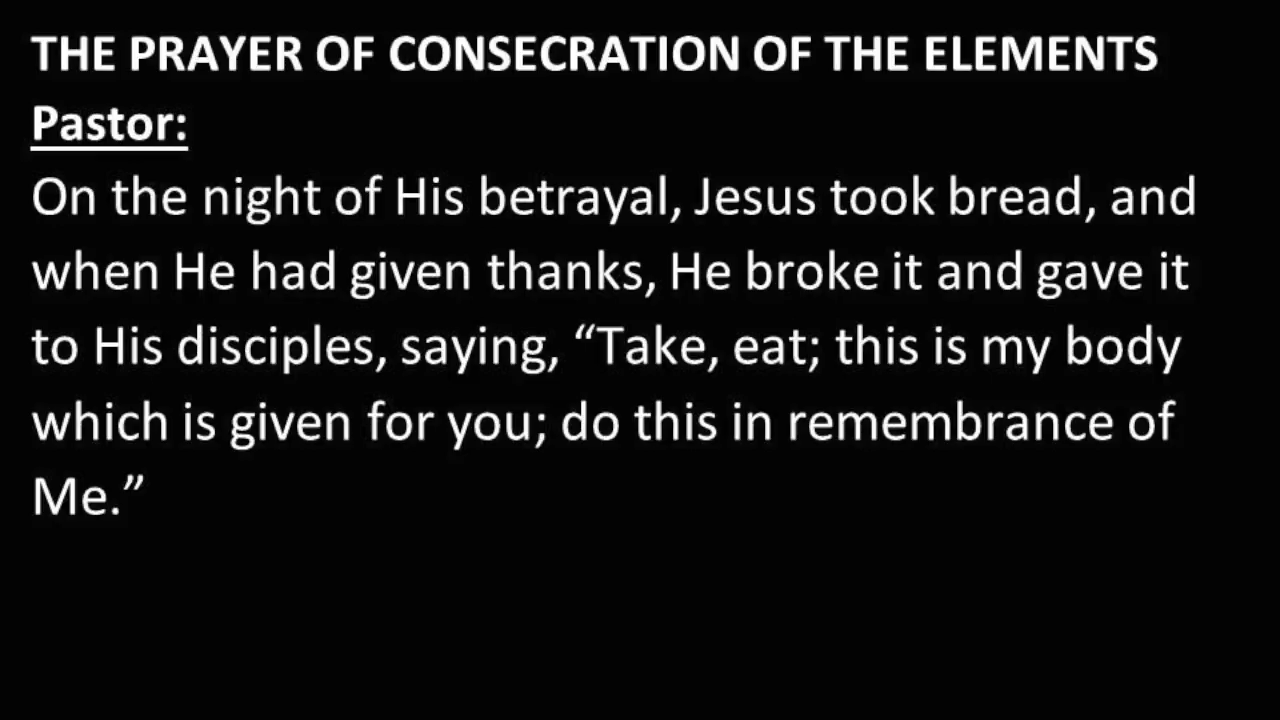 THE PRAYER OF CONSECRATION OF THE ELEMENTS
Pastor:
On the night of His betrayal, Jesus took bread, and
when He had given thanks, He broke it and gave it
to His disciples, saying, “Take, eat; this is my body
which is given for you; do this in remembrance of
Me.”